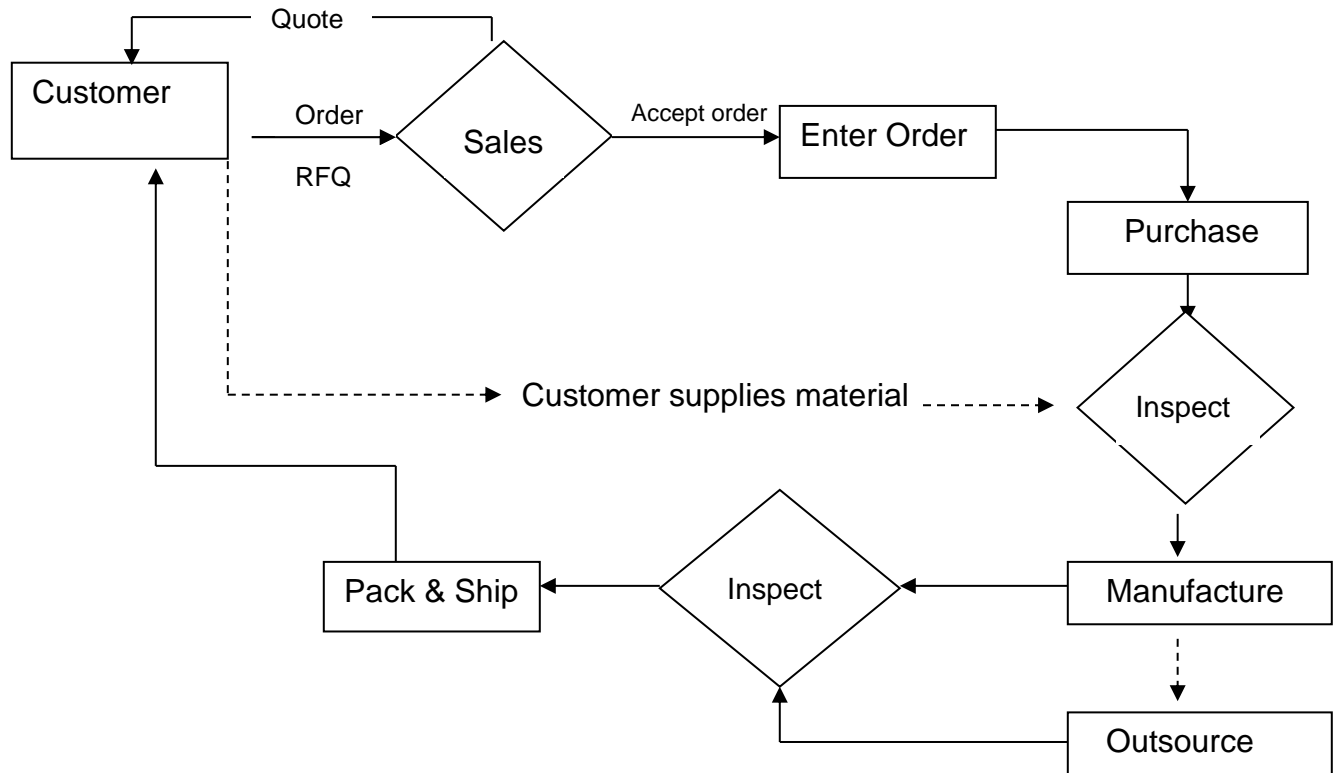 Quote
Customer
Order
RFQ
Sales
Accept order
Enter Order
Purchase
Customer supplies material
Inspect
Pack & Ship
Inspect
Manufacture
Outsource